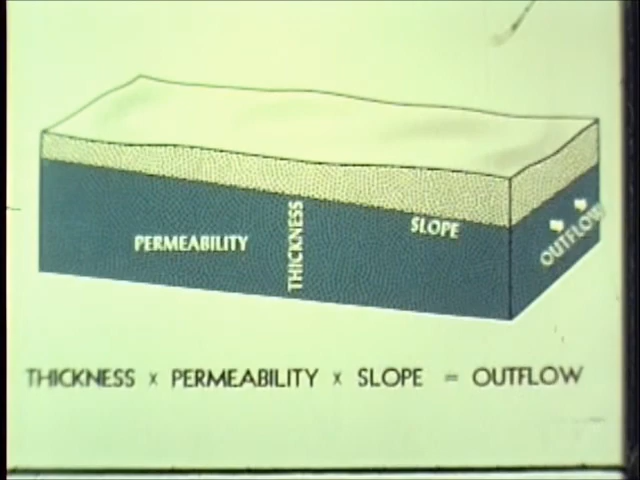 PERMEABILITY
THICKNESS
SLOPE
OUTFLOW
THICKNESS x PERMEABILITY x SLOPE = OUTFLOW